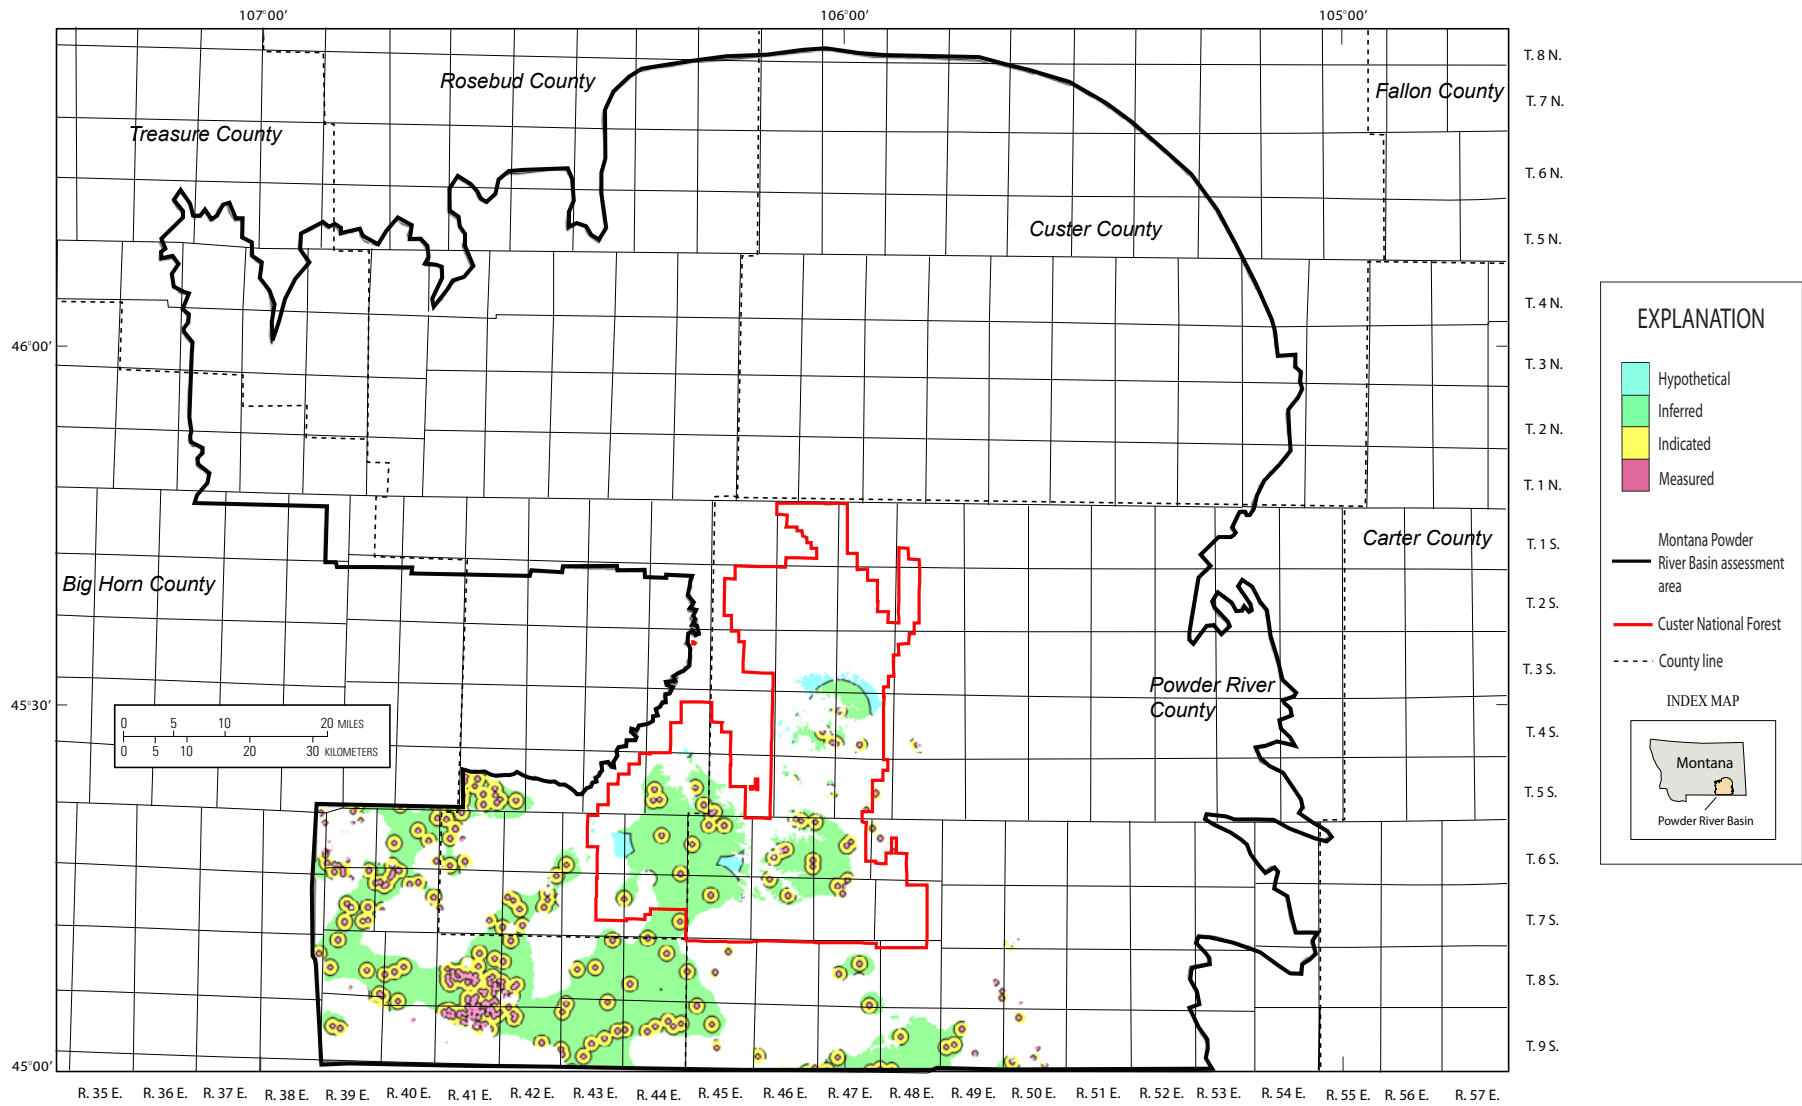 107°00′ 106°00′ 105°00′
T. 8 N.
Rosebud County
Fallon County
T. 7 N.
Treasure County
T. 6 N.
Custer County
T. 5 N.
T. 4 N.
46°00′
T. 3 N.
T. 2 N.
T. 1 N.
Carter County
T. 1 S.
Big Horn County
T. 2 S.
T. 3 S.
Powder River
County
45°30′
T. 4 S.
0 5 10 20 MILES
0 5 10 20 30 KILOMETERS
T. 5 S.
T. 6 S.
T. 7 S.
T. 8 S.
T. 9 S.
45°00′
R. 35 E. R. 36 E. R. 37 E. R. 38 E. R. 39 E. R. 40 E. R. 41 E. R. 42 E. R. 43 E. R. 44 E. R. 45 E. R. 46 E. R. 47 E. R. 48 E. R. 49 E. R. 50 E. R. 51 E. R. 52 E. R. 53 E. R. 54 E. R. 55 E. R. 56 E. R. 57 E.
EXPLANATION
Hypothetical
Inferred
Indicated
Measured
Montana Powder
River Basin assessment
area
Custer National Forest
County line
INDEX MAP
Montana
Powder River Basin